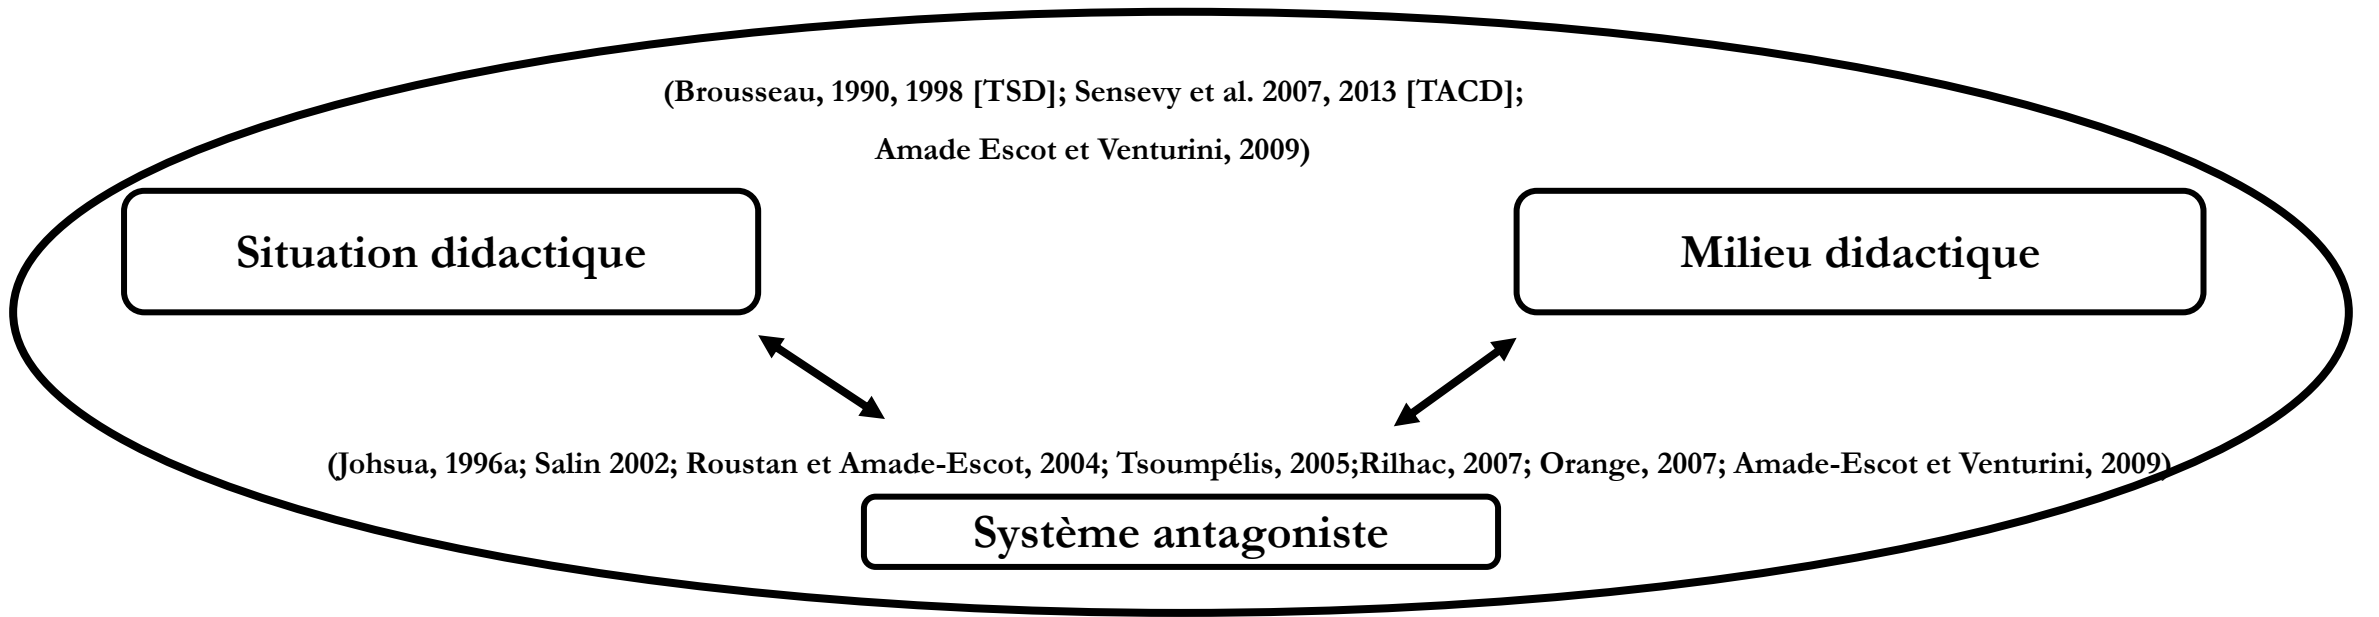 (Brousseau, 1990, 1998 [TSD]; Sensevy et al. 2007, 2013 [TACD];
Amade Escot et Venturini, 2009)
Situation didactique
Milieu didactique
(Johsua, 1996a; Salin 2002; Roustan et Amade-Escot, 2004; Tsoumpélis, 2005;Rilhac, 2007; Orange, 2007; Amade-Escot et Venturini, 2009)
Système antagoniste